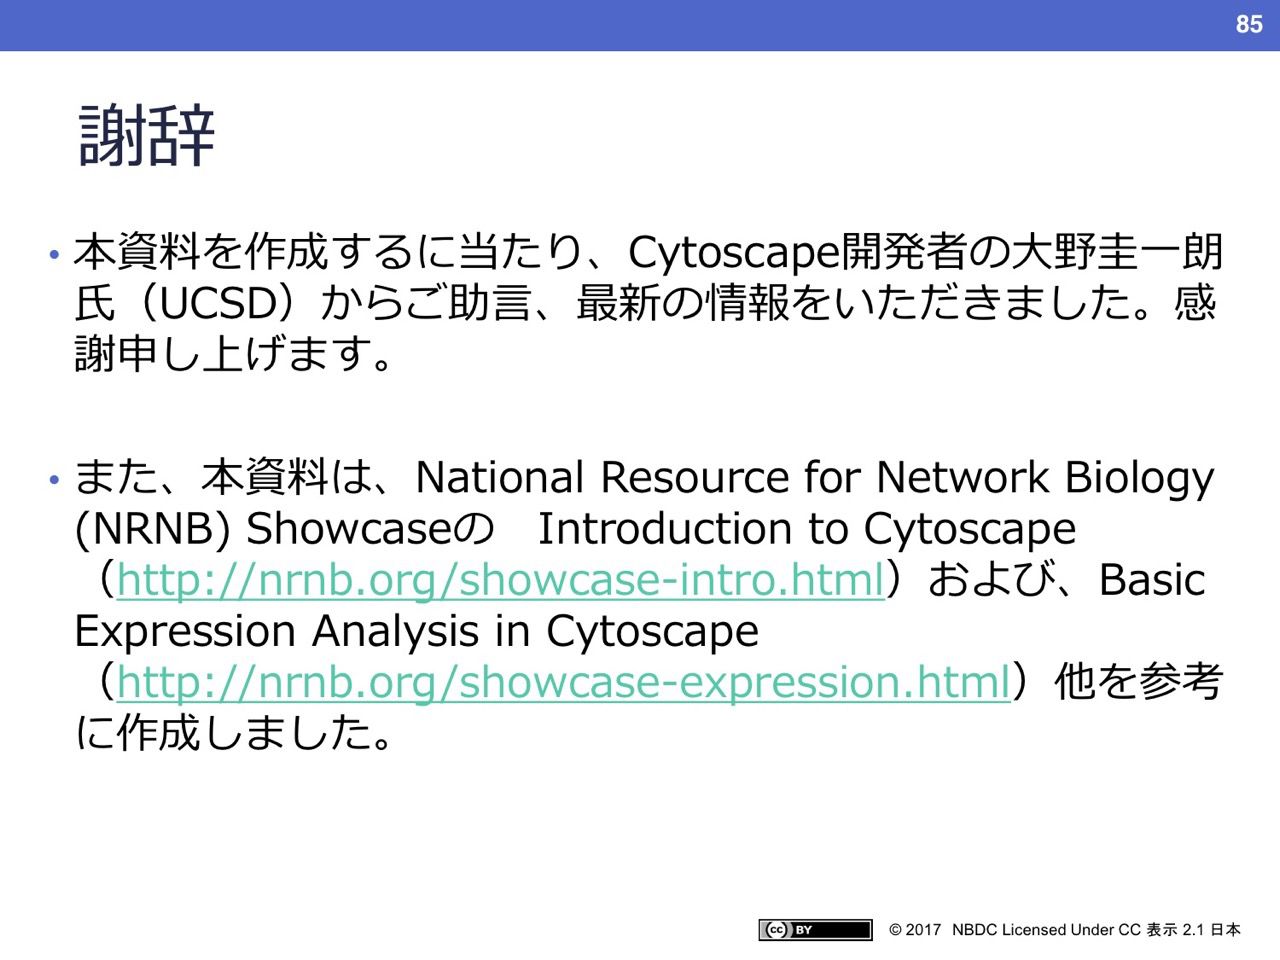 85
謝辞
• 本資料を作成するに当たり、Cytoscape開発者の大野圭一朗
氏（UCSD）からご助言、最新の情報をいただきました。感
謝申し上げます。
• また、本資料は、National Resource for Network Biology
(NRNB) Showcaseの　Introduction to Cytoscape
（http://nrnb.org/showcase-intro.html）および、Basic
Expression Analysis in Cytoscape
（http://nrnb.org/showcase-expression.html）他を参考
に作成しました。
cc BY © 2017 NBDC Licensed Under CC 表示 2.1 日本